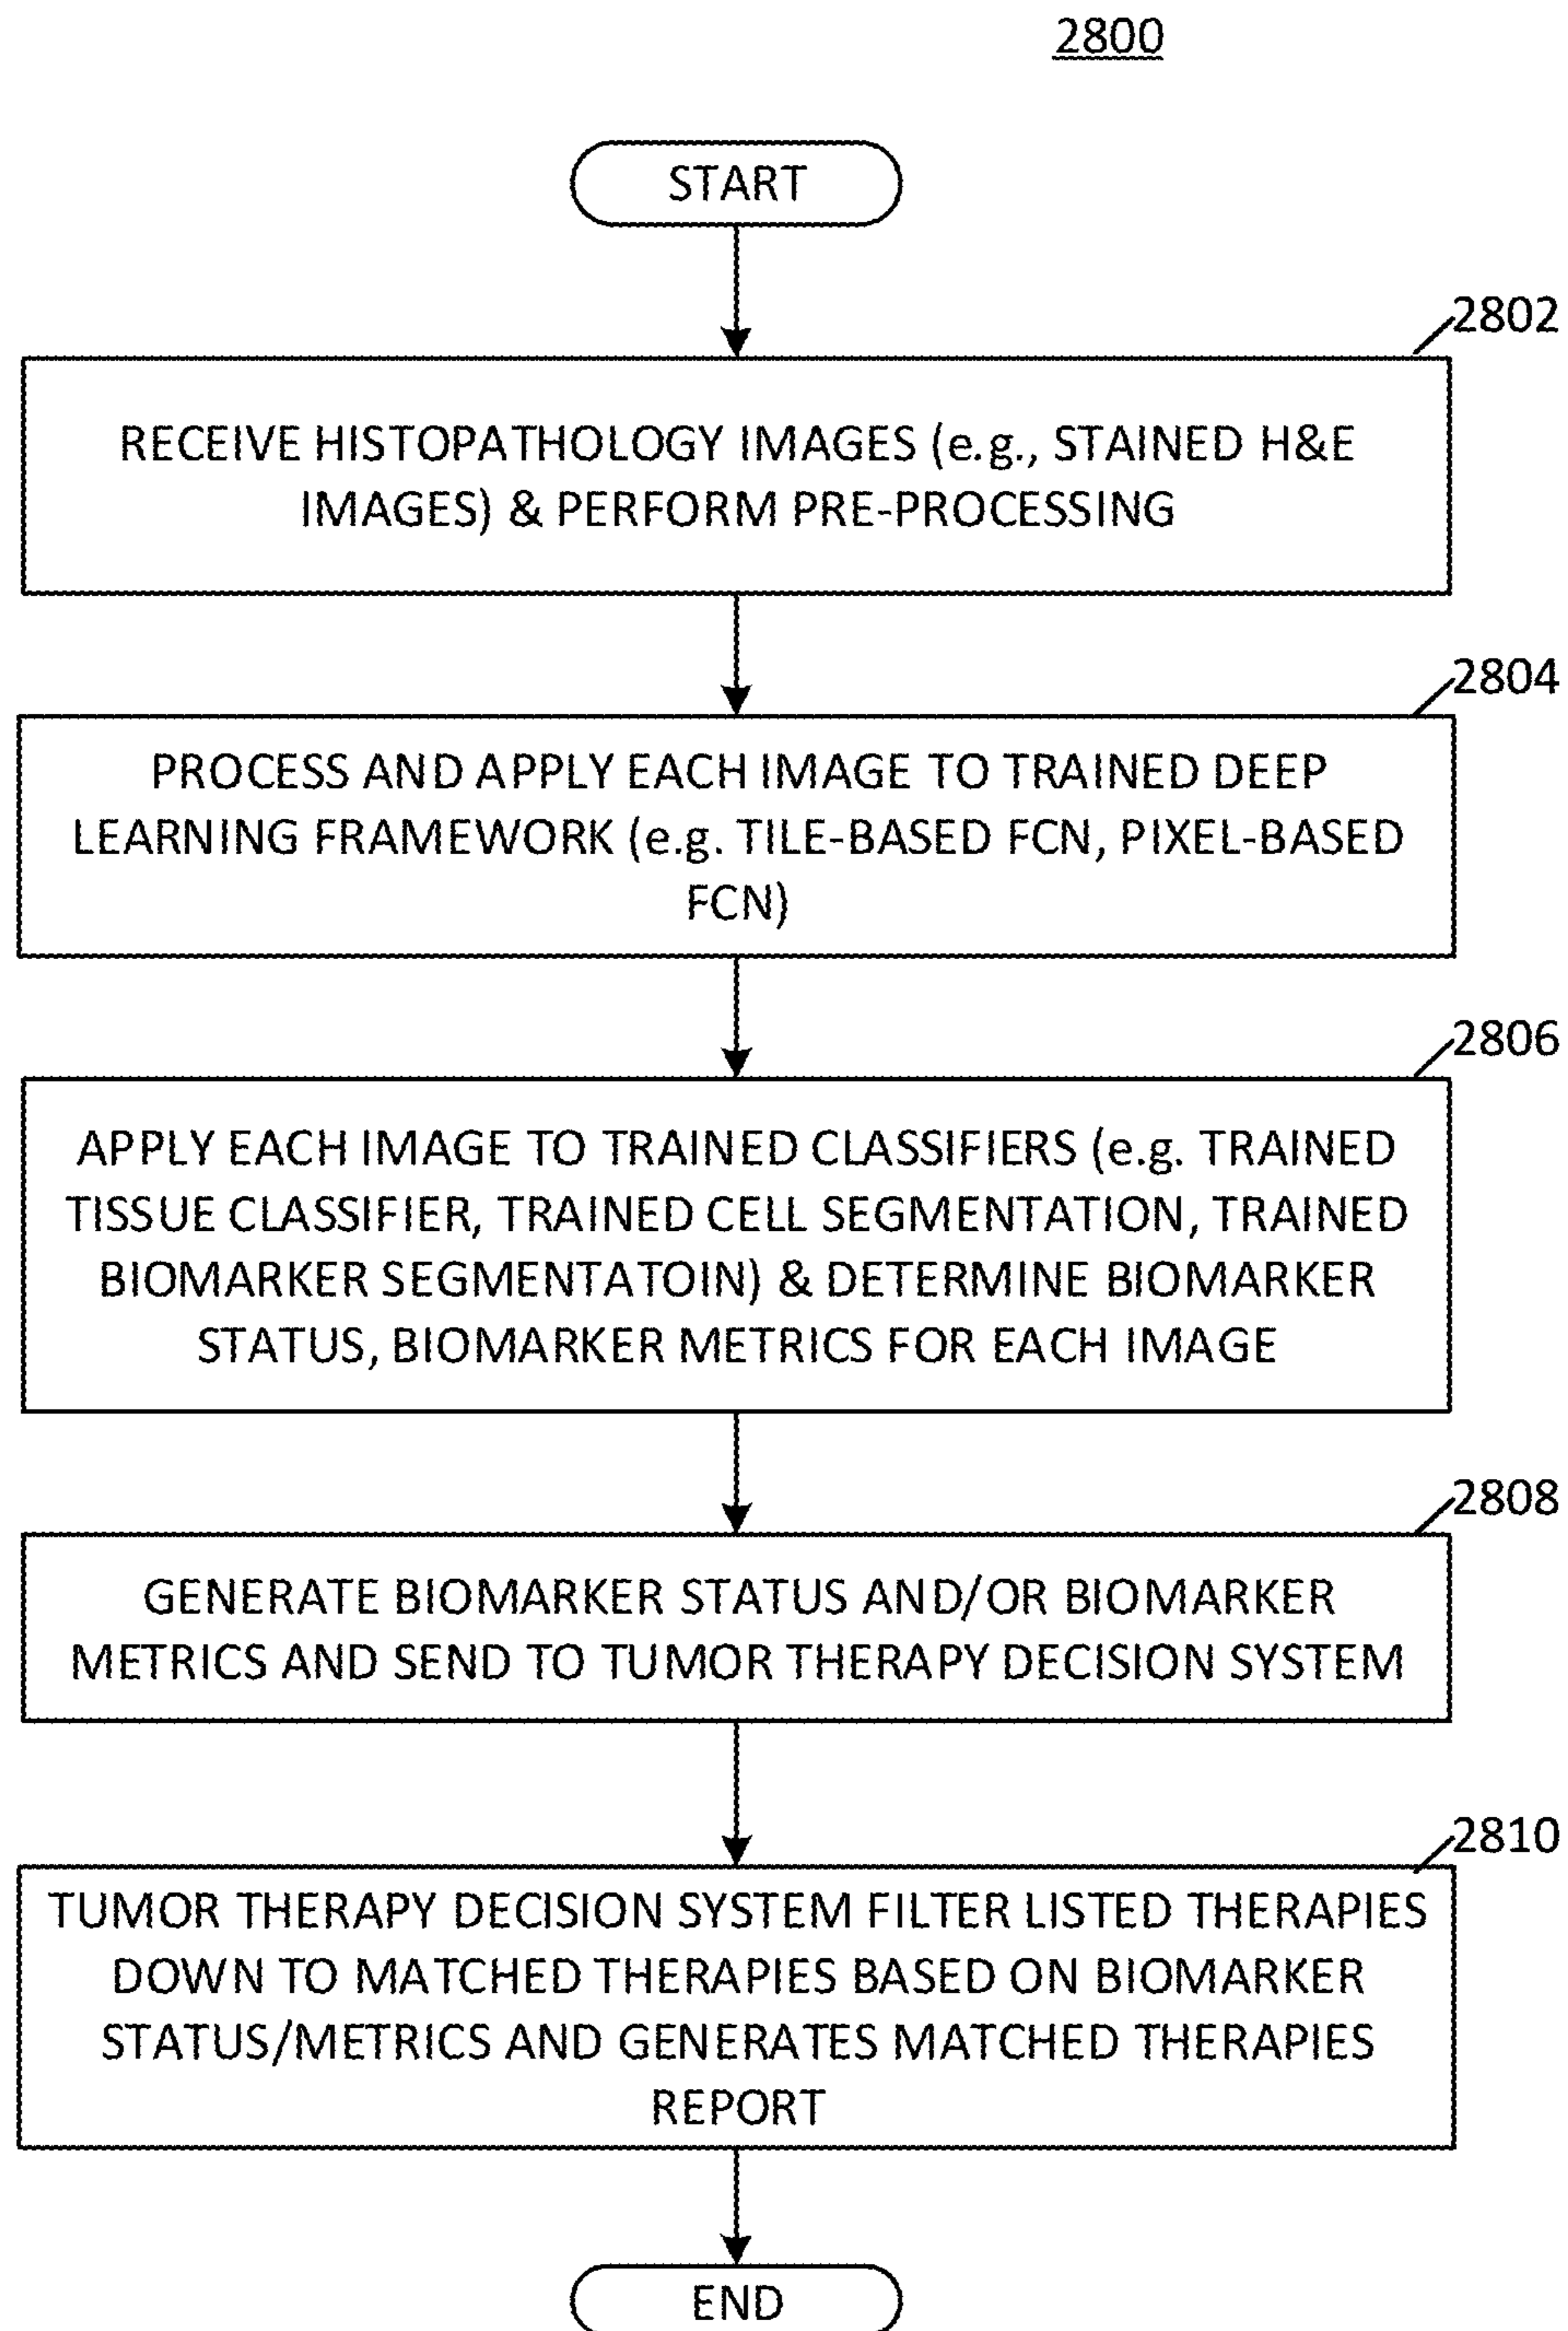 2800
START
2802
RECEIVE HISTOPATHOLOGY IMAGES (e.g., STAINED H&E
IMAGES) & PERFORM PRE-PROCESSING
2804
PROCESS AND APPLY EACH IMAGE TO TRAINED DEEP
LEARNING FRAMEWORK (e.g. TILE-BASED FCN, PIXEL-BASED
FCN)
2806
APPLY EACH IMAGE TO TRAINED CLASSIFIERS (e.g. TRAINED
TISSUE CLASSIFIER, TRAINED CELL SEGMENTATION, TRAINED
BIOMARKER SEGMENTATOIN) & DETERMINE BIOMARKER
STATUS, BIOMARKER METRICS FOR EACH IMAGE
2808
GENERATE BIOMARKER STATUS AND/OR BIOMARKER
METRICS AND SEND TO TUMOR THERAPY DECISION SYSTEM
2810
TUMOR THERAPY DECISION SYSTEM FILTER LISTED THERAPIES
DOWN TO MATCHED THERAPIES BASED ON BIOMARKER
STATUS/METRICS AND GENERATES MATCHED THERAPIES
REPORT
END